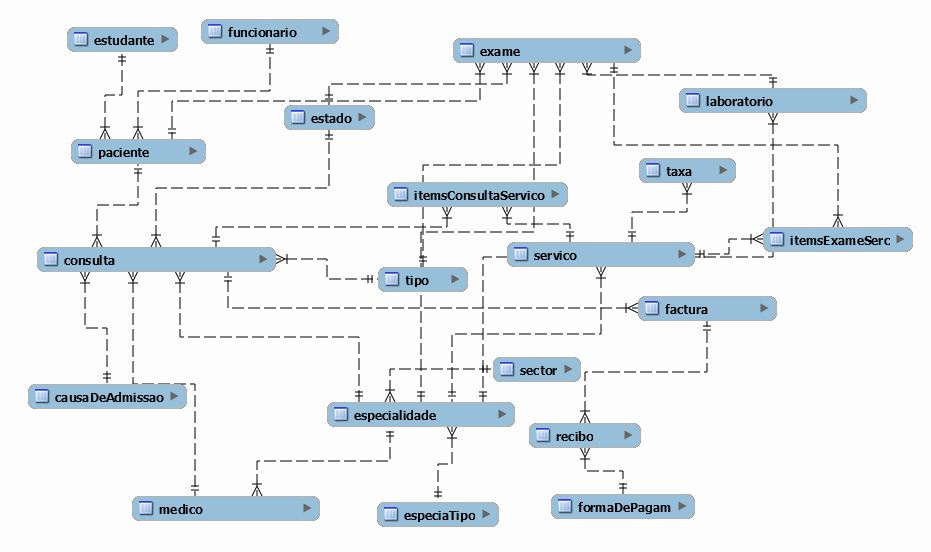 estudante
funcionario
exame
laboratorio
estado
paciente
taxa
itemsConsultaServico
itemsExameSerc
consulta
servico
tipo
factura
sector
causaDeAdmissao
especialidade
recibo
medico
especiaTipo
formaDePagam